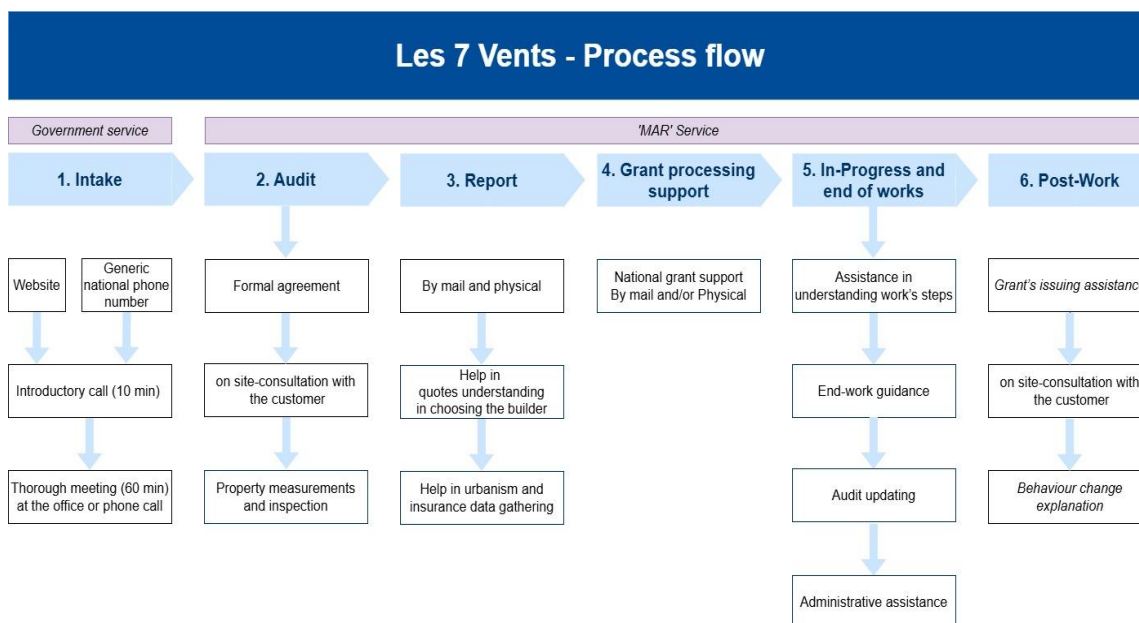 Les 7 Vents - Process flow
Government service
'MAR' Service
1. Intake
2. Audit
3. Report
4. Grant processing
support
5. In-Progress and
end of works
6. Post-Work
Website
Generic
national phone
number
Introductory call (10 min)
Thorough meeting (60 min)
at the office or phone call
Formal agreement
on site-consultation with
the customer
Property measurements
and inspection
By mail and physical
Help in
quotes understanding
in choosing the builder
Help in urbanism and
insurance data gathering
National grant support
By mail and/or Physical
Assistance in
understanding work's steps
End-work guidance
Audit updating
Administrative assistance
Grant's issuing assistance
on site-consultation with
the customer
Behaviour change
explanation